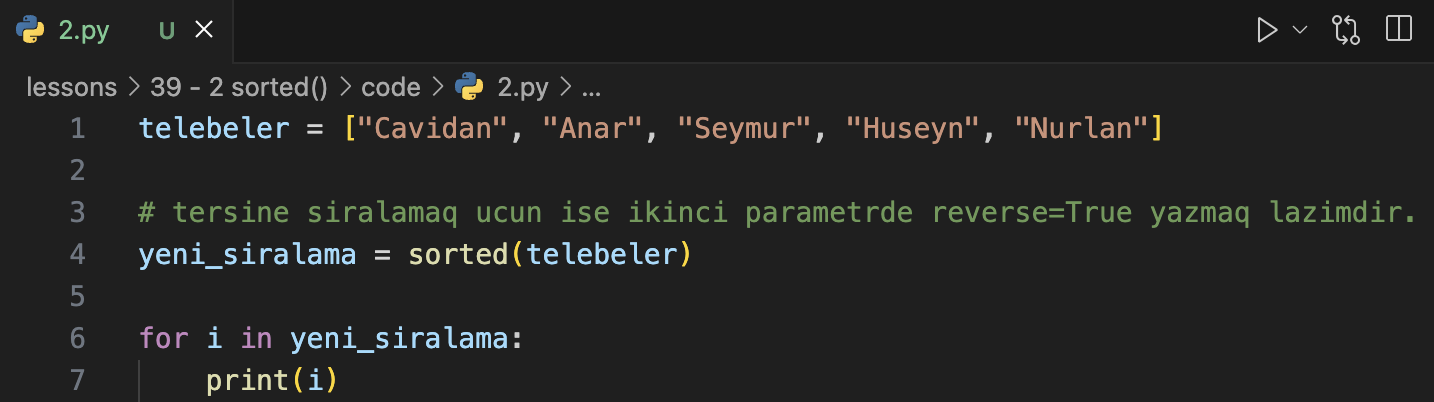 2.py U
lessons > 39 - 2 sorted() > code > 2.py > ...
1 telebeler = ["Cavidan", "Anar", "Seymur", "Huseyn", "Nurlan"]
2
3 # tersine siralamaq ucun ise ikinci parametrde reverse=True yazmaq lazimdir.
4 yeni_siralama = sorted(telebeler)
5
6 for i in yeni_siralama:
7     print(i)